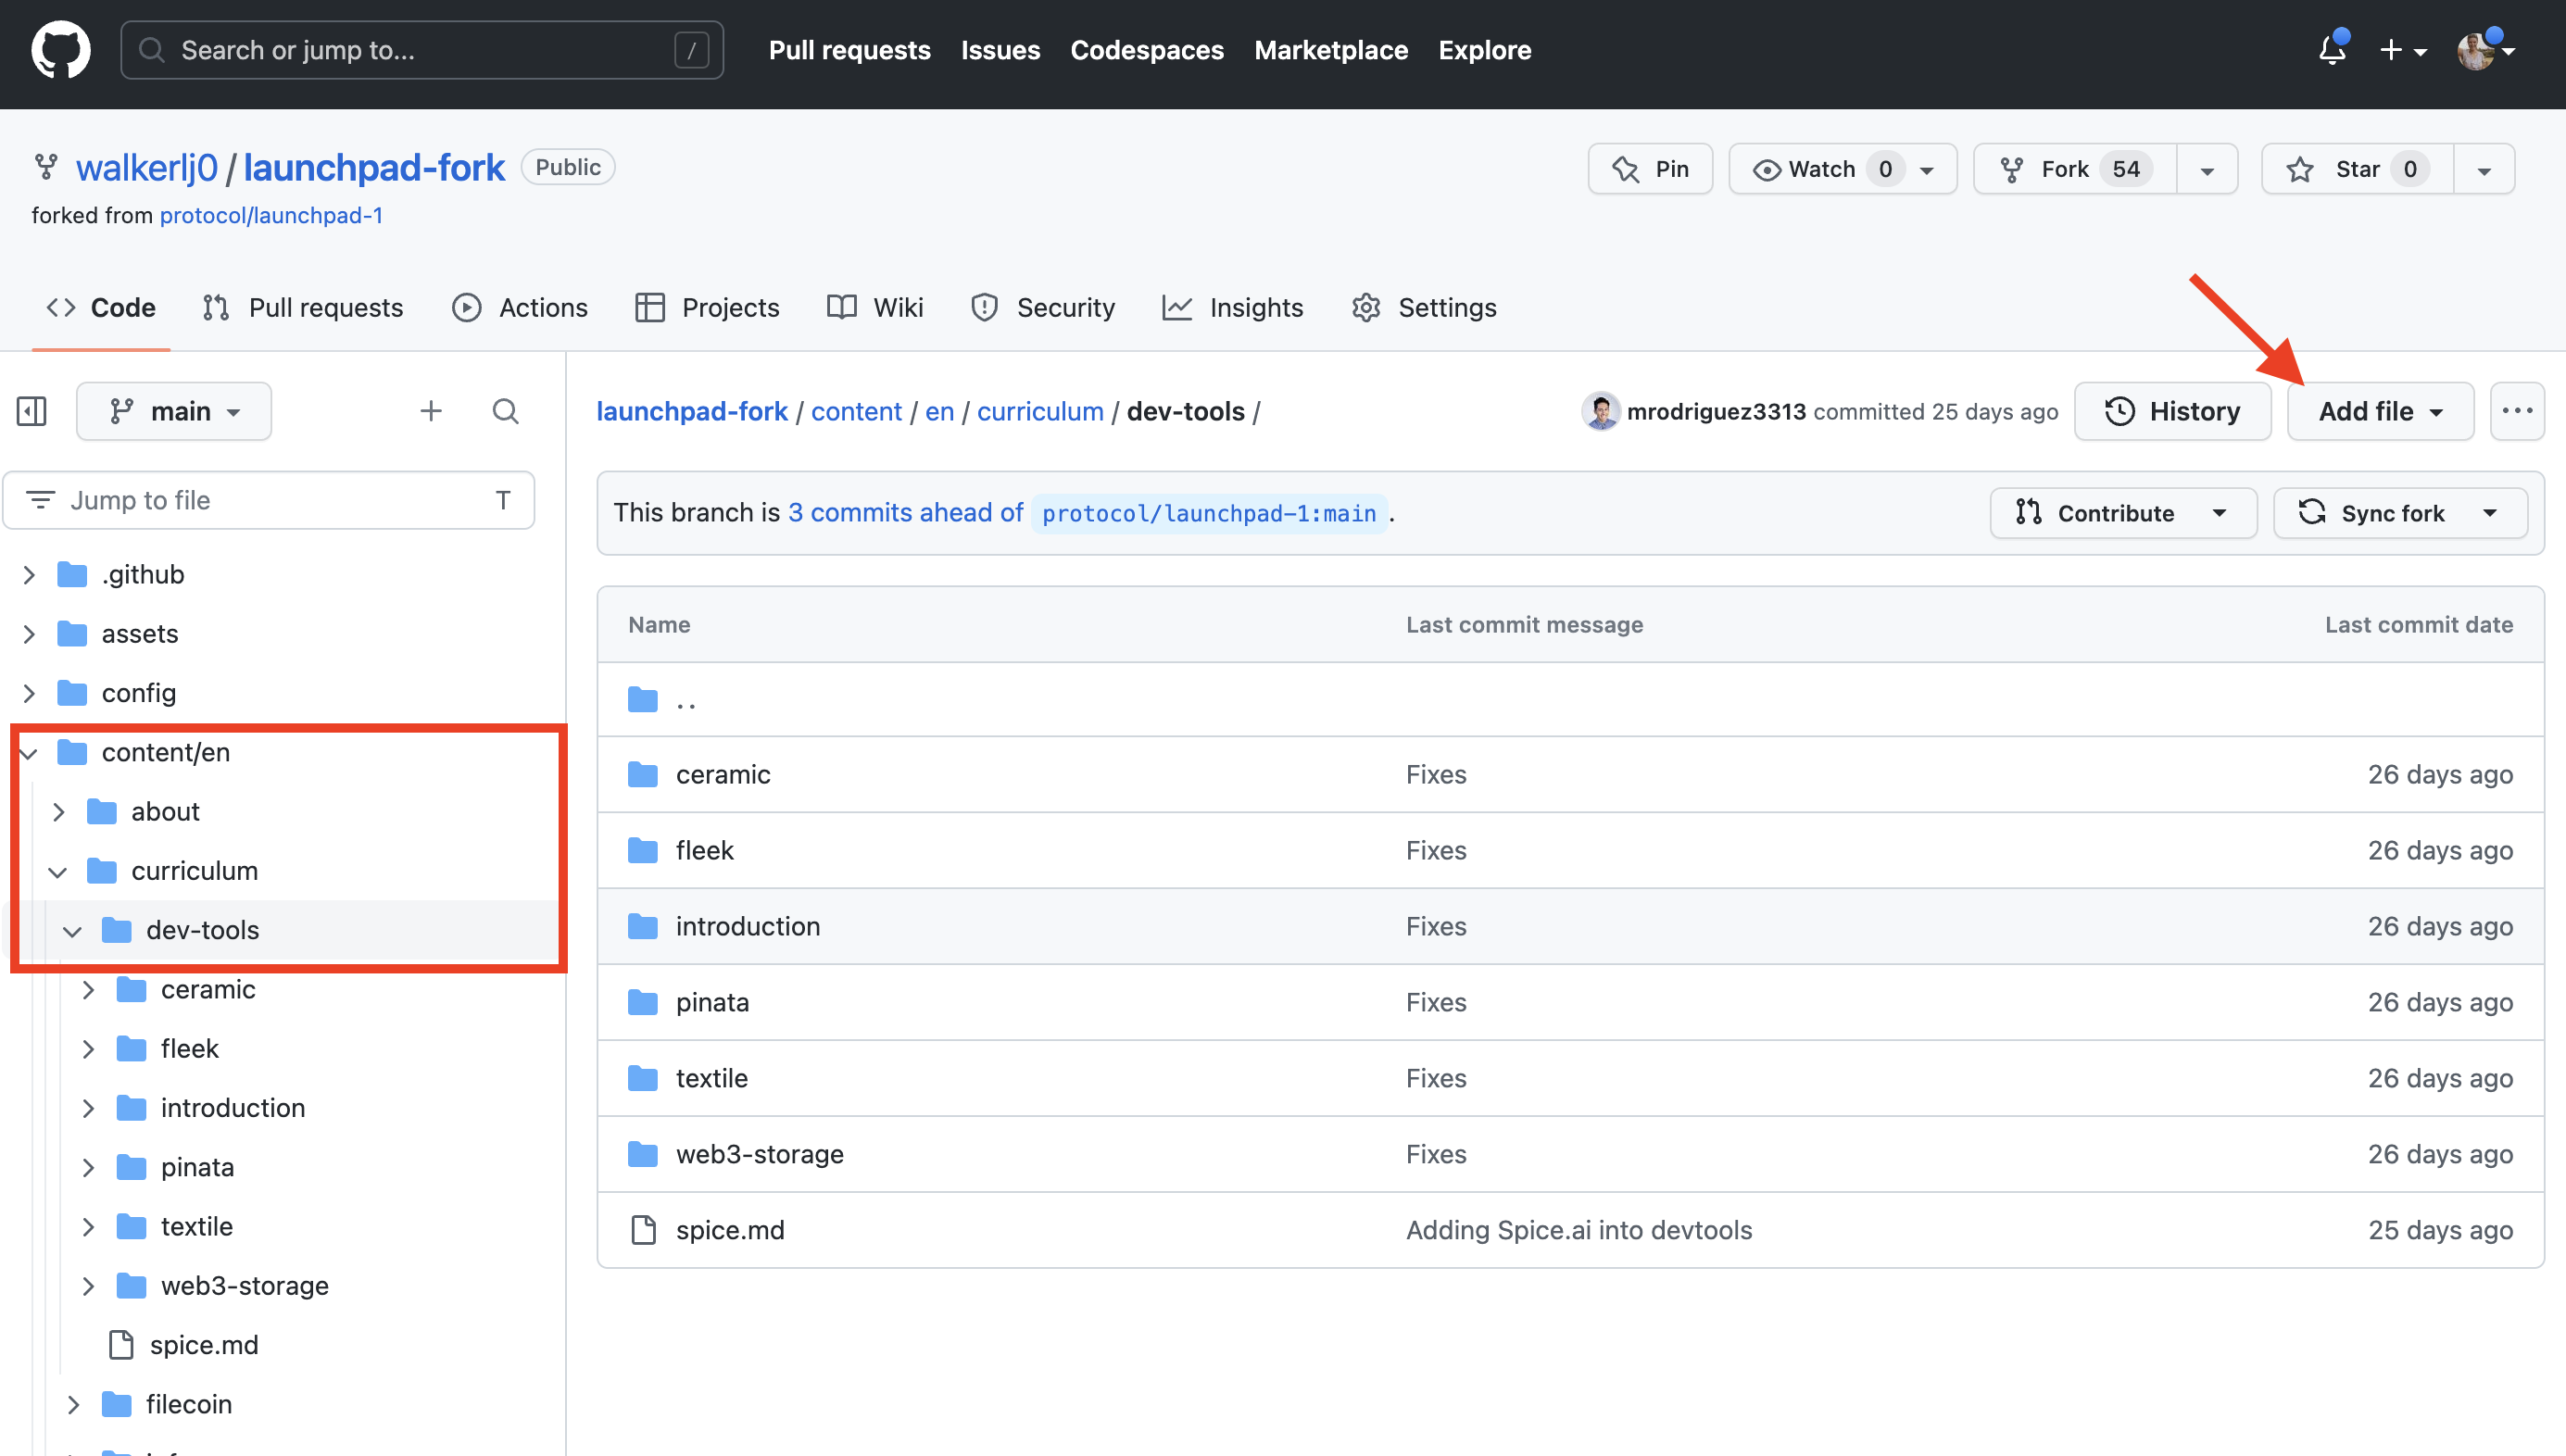 Search or jump to... /
Pull requests Issues Codespaces Marketplace Explore
walkerlj0 / launchpad-fork Public
forked from protocol/launchpad-1
Pin Watch 0 Fork 54 Star 0
Code Pull requests Actions Projects Wiki Security Insights Settings
main
Jump to file T
.github
assets
config
content/en
about
curriculum
dev-tools
ceramic
fleek
introduction
pinata
textile
web3-storage
spice.md
filecoin
launchpad-fork / content / en / curriculum / dev-tools /
mrodriguez3313 committed 25 days ago History Add file
This branch is 3 commits ahead of protocol/launchpad-1:main .
Contribute Sync fork
Name Last commit message Last commit date
..
ceramic Fixes 26 days ago
fleek Fixes 26 days ago
introduction Fixes 26 days ago
pinata Fixes 26 days ago
textile Fixes 26 days ago
web3-storage Fixes 26 days ago
spice.md Adding Spice.ai into devtools 25 days ago